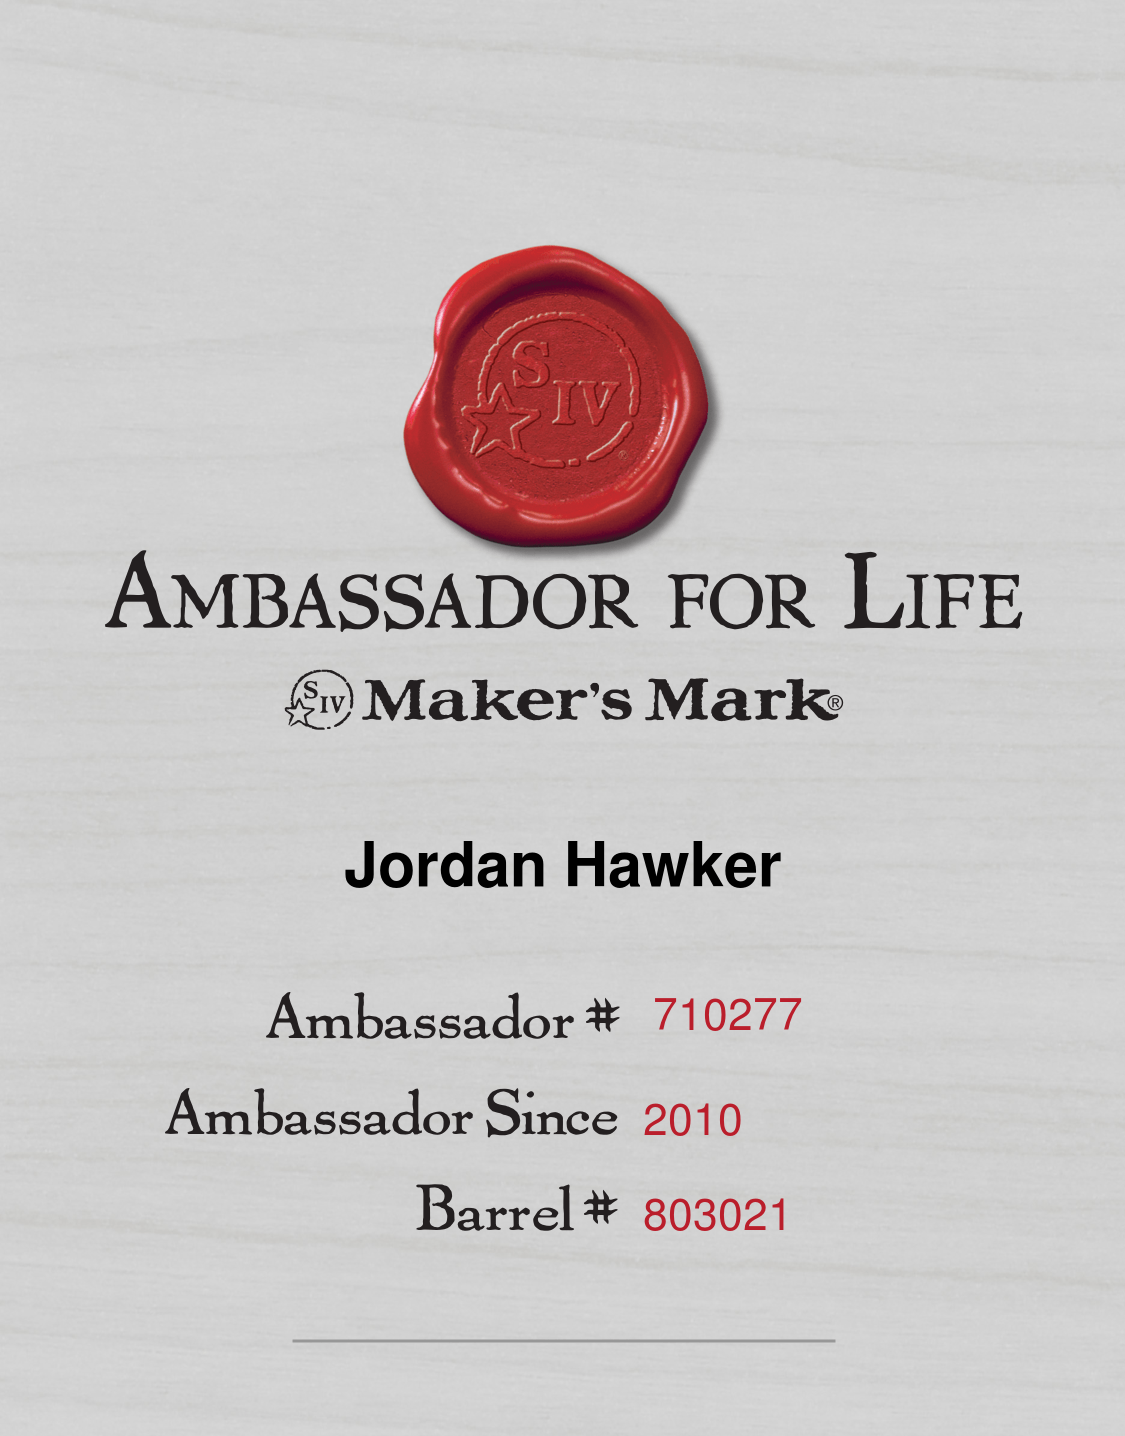 S
IV
®
AMBASSADOR FOR LIFE
S IV Maker's Mark®
Jordan Hawker
Ambassador # 710277
Ambassador Since 2010
Barrel # 803021